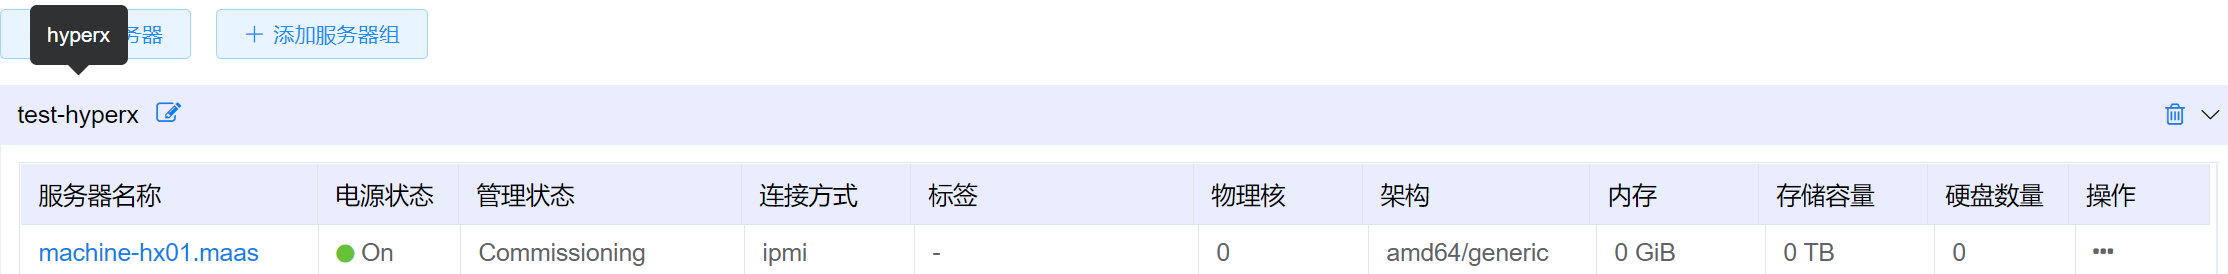 hyperx
务器
添加服务器组
test-hyperx
服务器名称 电源状态 管理状态 连接方式 标签 物理核 架构 内存 存储容量 硬盘数量 操作
machine-hx01.maas On Commissioning ipmi - 0 amd64/generic 0 GiB 0 TB 0 •••